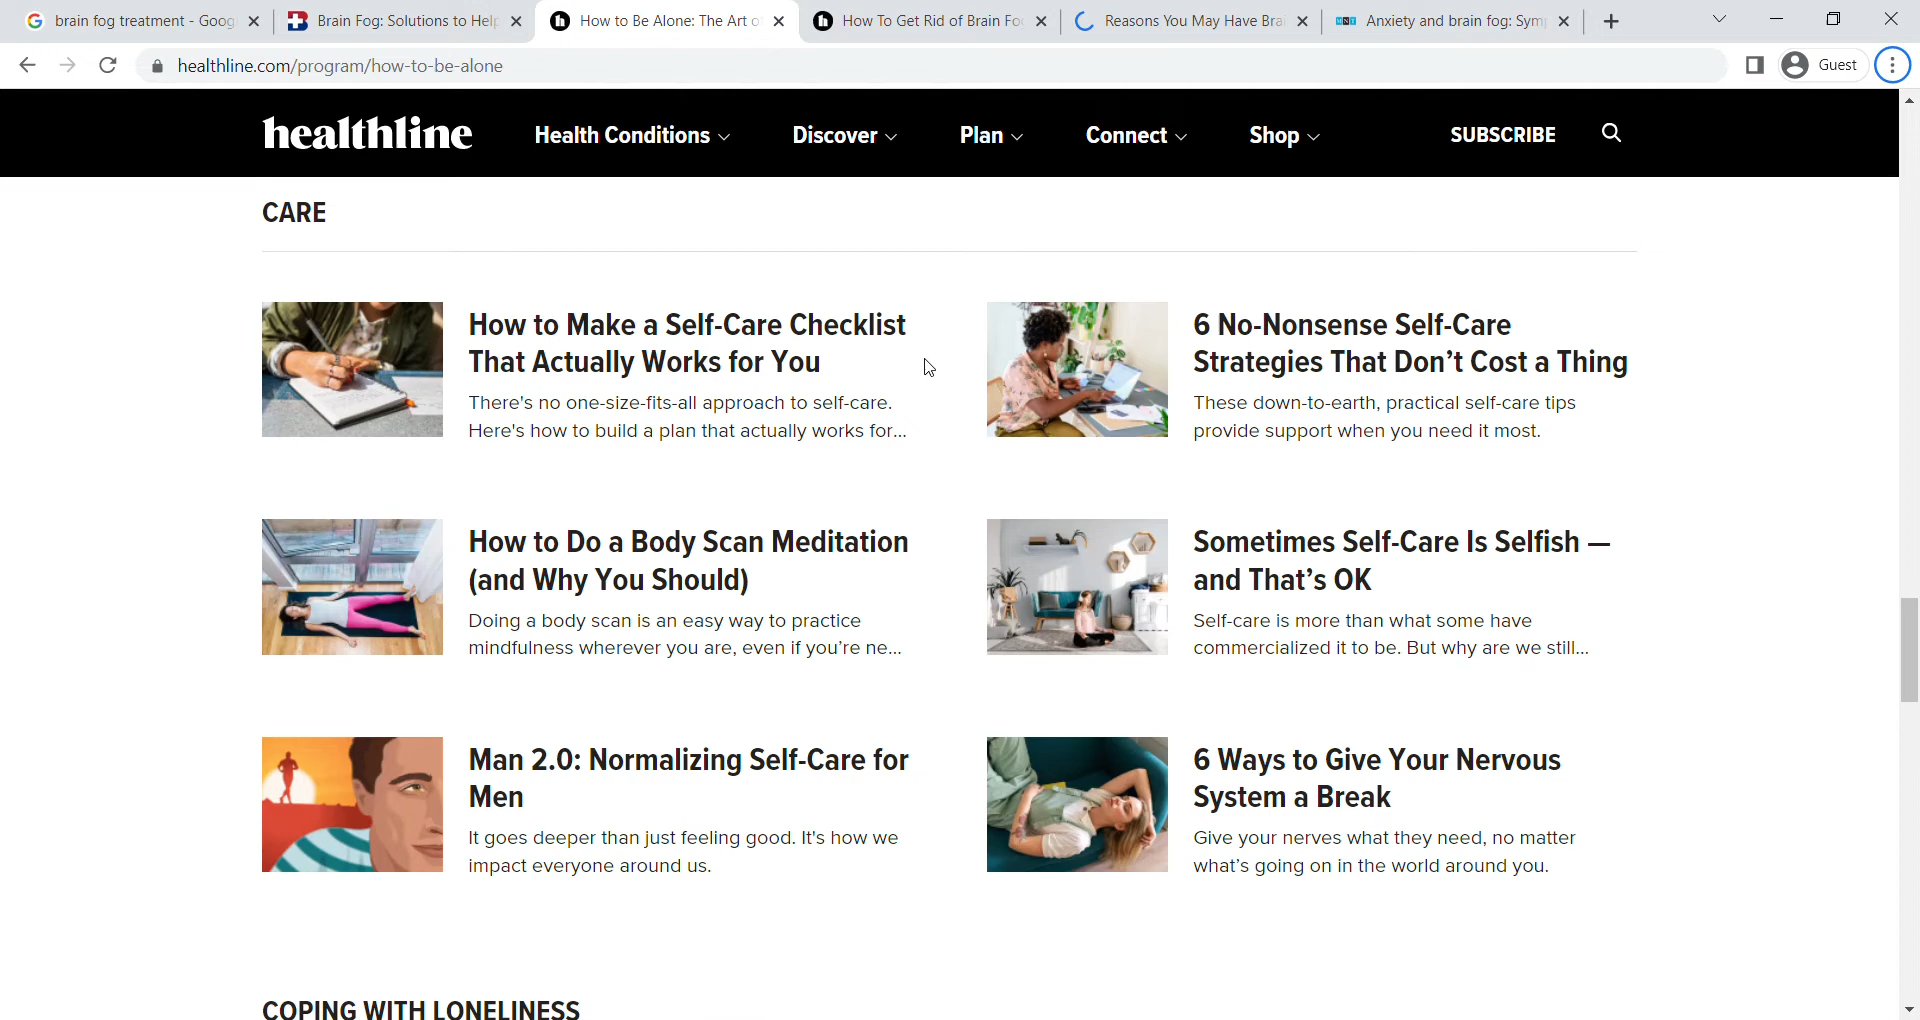 brain fog treatment - Goog
Brain Fog: Solutions to Help
How to Be Alone: The Art o
How To Get Rid of Brain Fo
Reasons You May Have Bra
MNT
Anxiety and brain fog: Sym
healthline.com/program/how-to-be-alone
Guest
healthline
Health Conditions
Discover
Plan
Connect
Shop
SUBSCRIBE
CARE
How to Make a Self-Care Checklist
That Actually Works for You
There's no one-size-fits-all approach to self-care.
Here's how to build a plan that actually works for...
6 No-Nonsense Self-Care
Strategies That Don’t Cost a Thing
These down-to-earth, practical self-care tips
provide support when you need it most.
How to Do a Body Scan Meditation
(and Why You Should)
Doing a body scan is an easy way to practice
mindfulness wherever you are, even if you’re ne...
Sometimes Self-Care Is Selfish —
and That’s OK
Self-care is more than what some have
commercialized it to be. But why are we still...
Man 2.0: Normalizing Self-Care for
Men
It goes deeper than just feeling good. It's how we
impact everyone around us.
6 Ways to Give Your Nervous
System a Break
Give your nerves what they need, no matter
what’s going on in the world around you.
COPING WITH LONELINESS